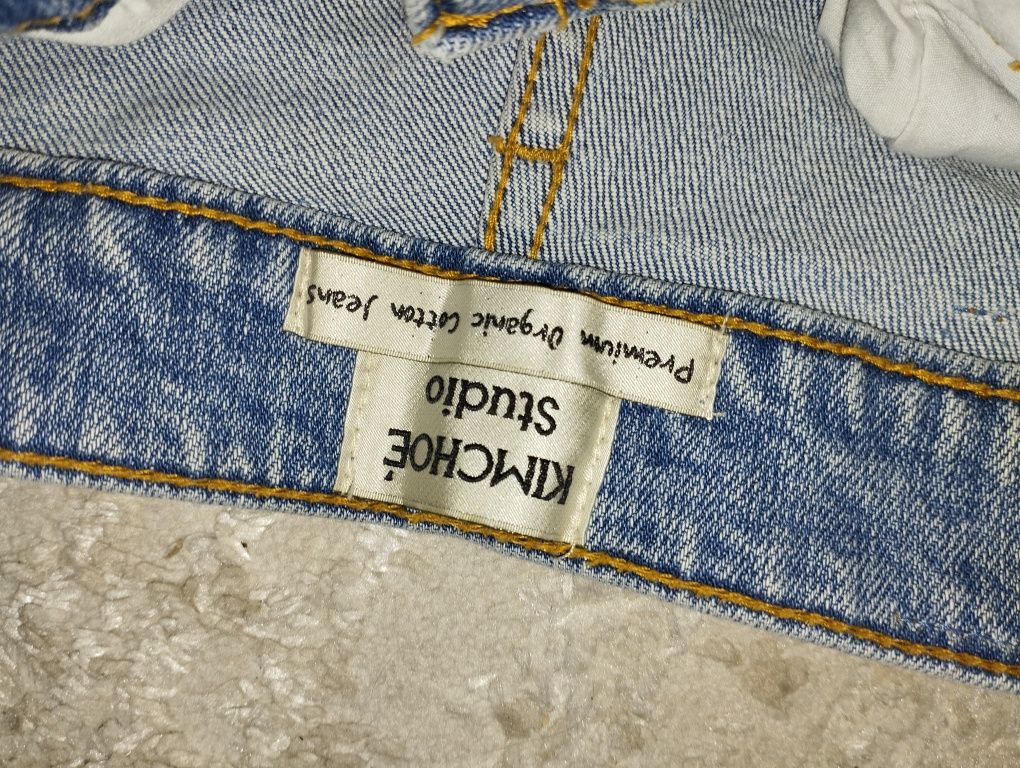 KIMCHOÉ
Studio
Premium Organic Cotton Jeans